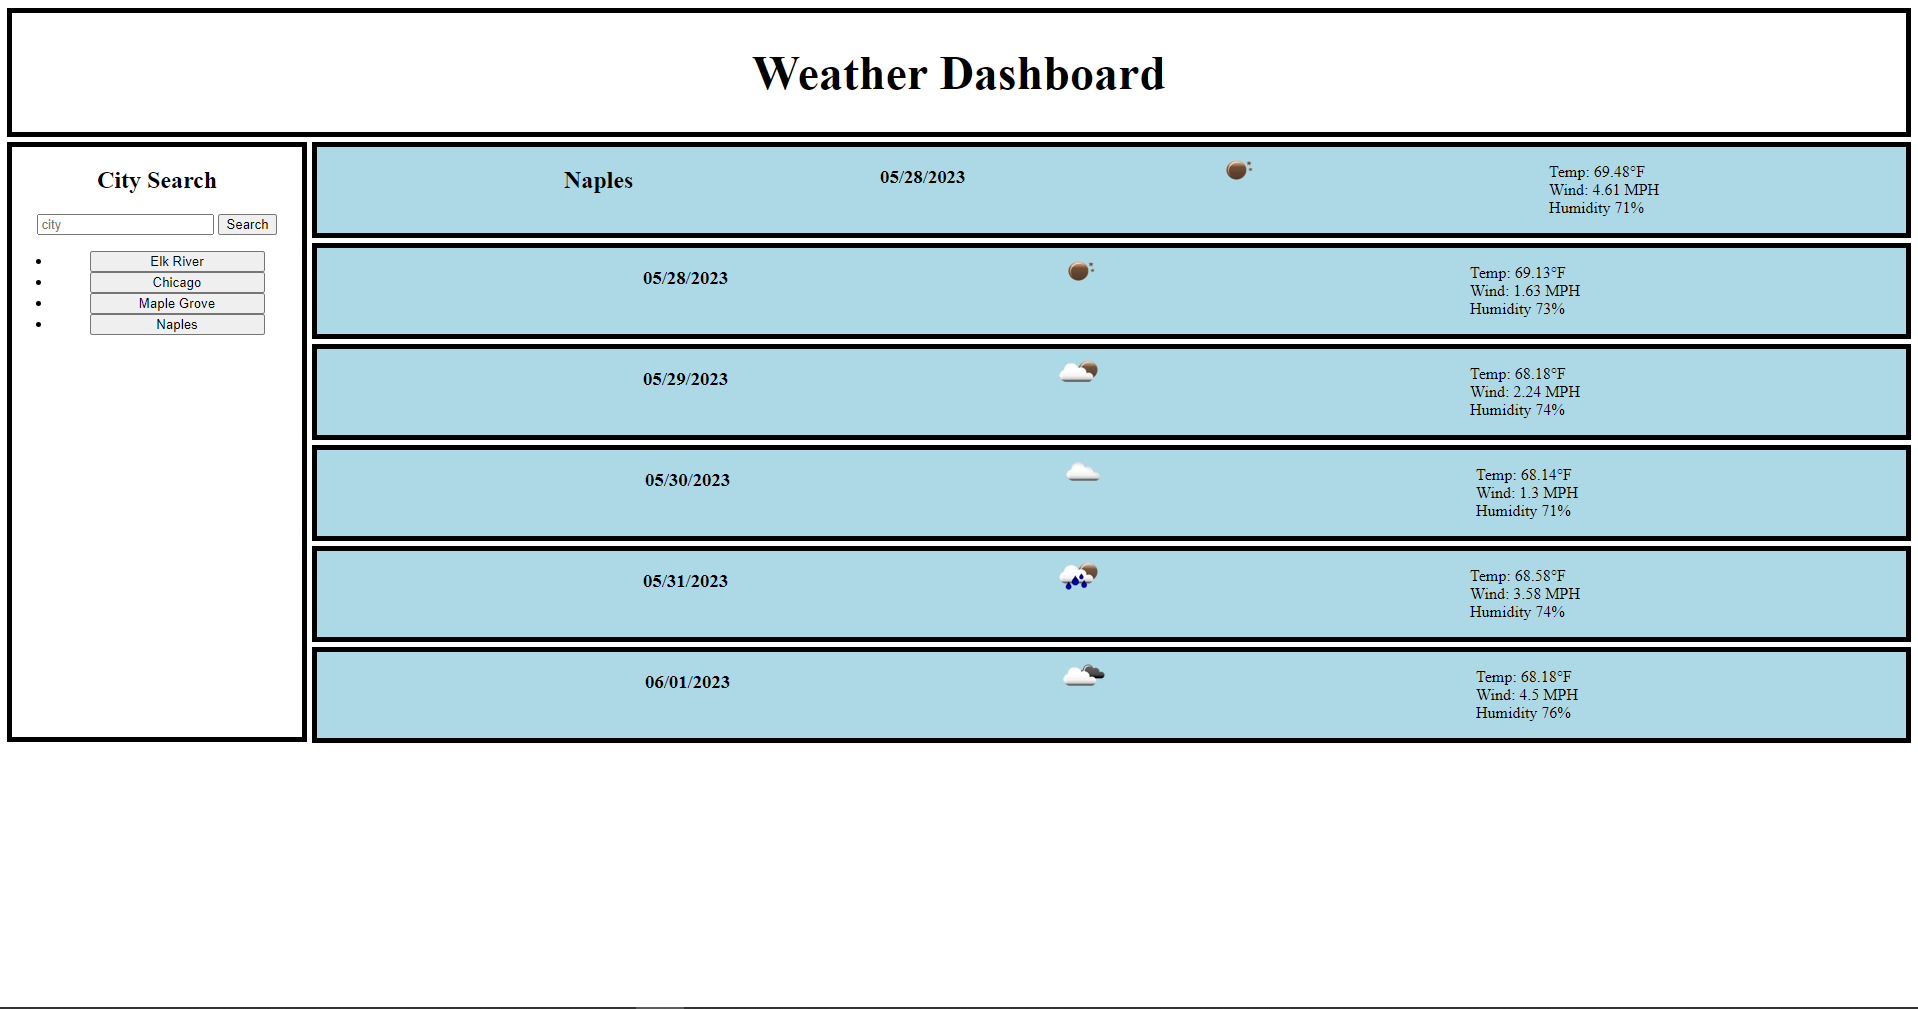 Weather Dashboard
City Search
city Search
Elk River
Chicago
Maple Grove
Naples
Naples 05/28/2023
Temp: 69.48°F
Wind: 4.61 MPH
Humidity 71%
05/28/2023
Temp: 69.13°F
Wind: 1.63 MPH
Humidity 73%
05/29/2023
Temp: 68.18°F
Wind: 2.24 MPH
Humidity 74%
05/30/2023
Temp: 68.14°F
Wind: 1.3 MPH
Humidity 71%
05/31/2023
Temp: 68.58°F
Wind: 3.58 MPH
Humidity 74%
06/01/2023
Temp: 68.18°F
Wind: 4.5 MPH
Humidity 76%